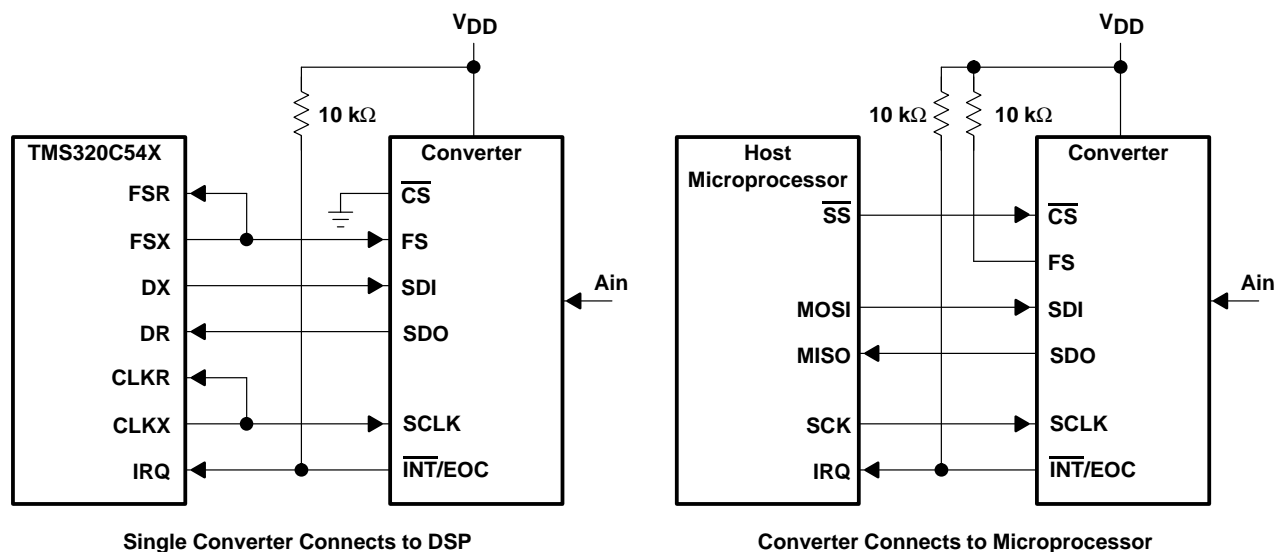 VDD
10 kΩ
TMS320C54X
FSR
FSX
DX
DR
CLKR
CLKX
IRQ
Converter
CS
FS
SDI
SDO
SCLK
INT/EOC
Ain
Single Converter Connects to DSP
VDD
10 kΩ
10 kΩ
Host
Microprocessor
SS
MOSI
MISO
SCK
IRQ
Converter
CS
FS
SDI
SDO
SCLK
INT/EOC
Ain
Converter Connects to Microprocessor